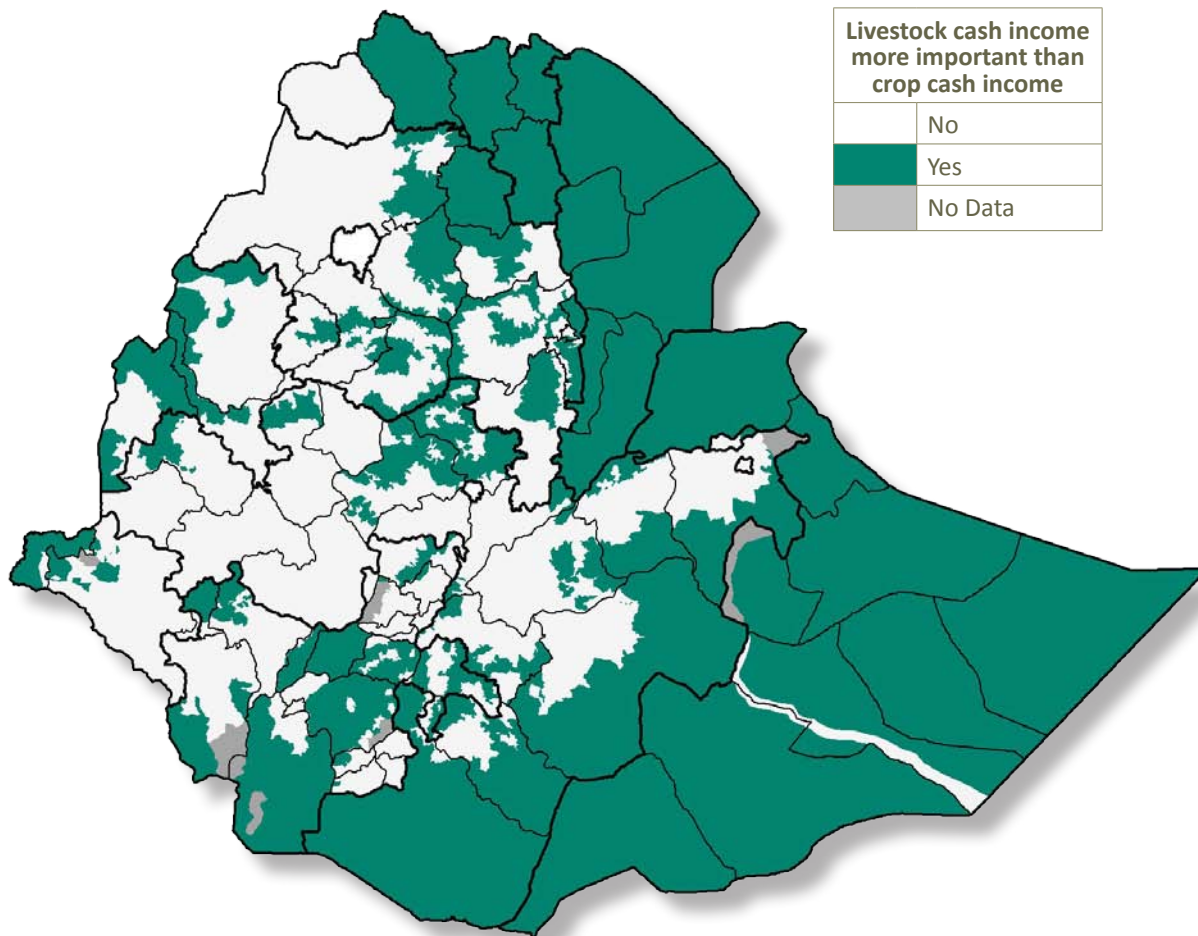 Livestock cash income
more important than
crop cash income
No
Yes
No Data